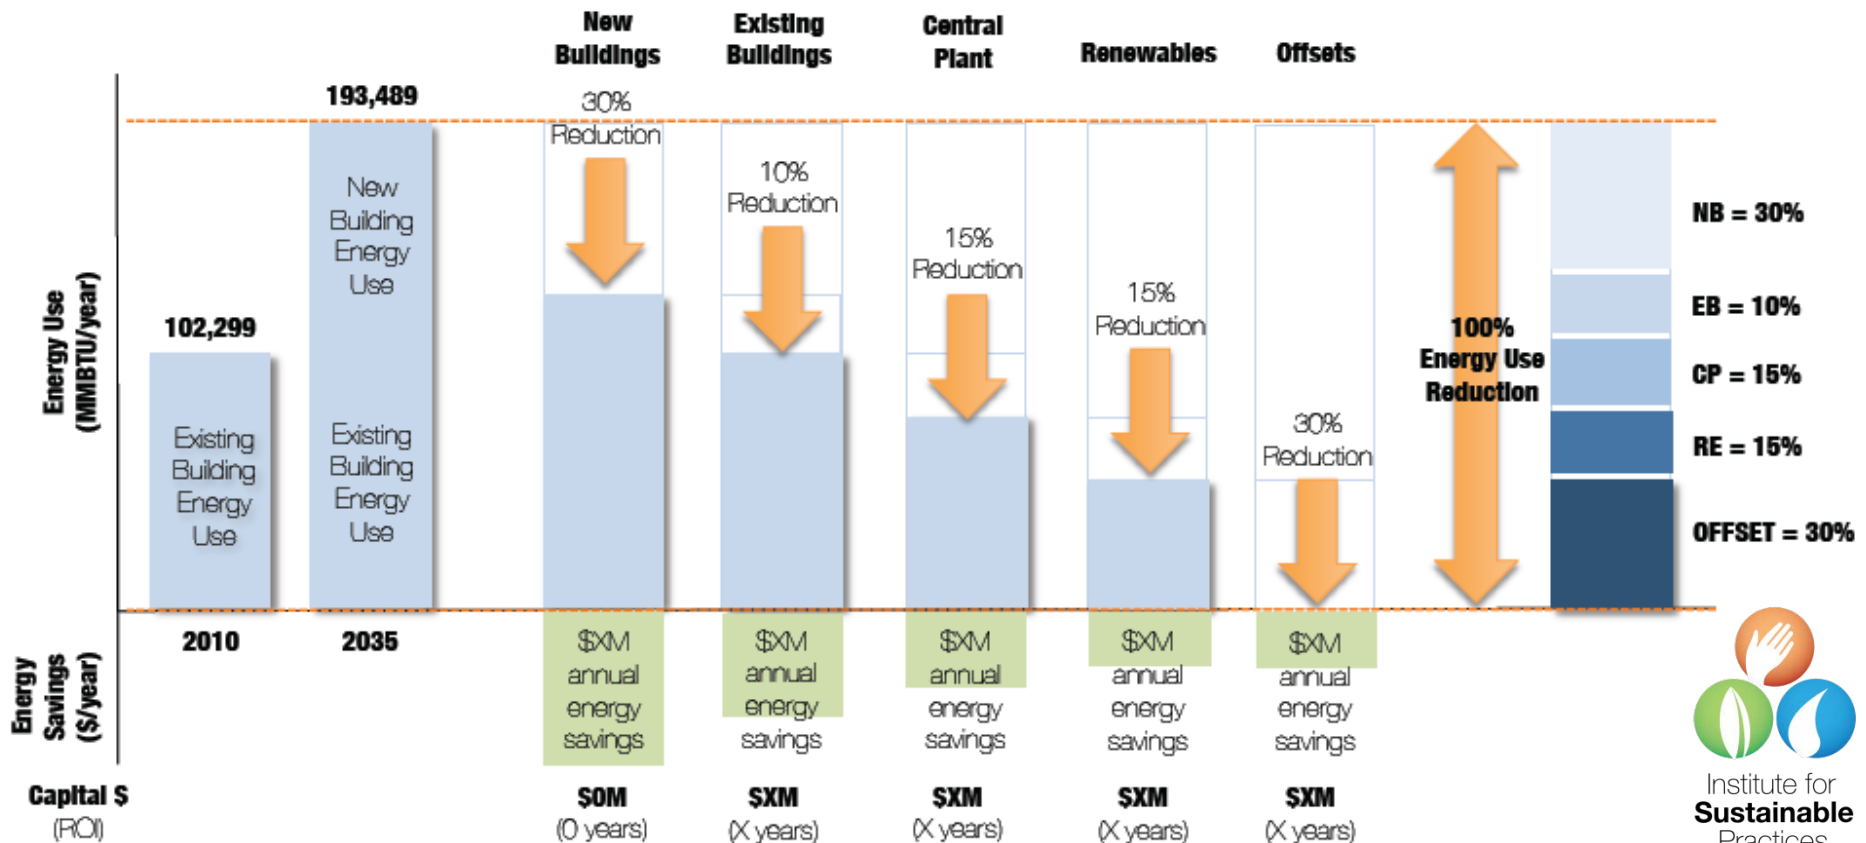 New
Buildings
Existing
Buildings
Central
Plant
Renewables
Offsets
193,489
30%
Reduction
New
Building
Energy
Use
10%
Reduction
NB = 30%
15%
Reduction
Energy Use
(MMBTU/year)
102,299
15%
Reduction
EB = 10%
100%
Energy Use
Reduction
CP = 15%
Existing
Building
Energy
Use
Existing
Building
Energy
Use
30%
Reduction
RE = 15%
OFFSET = 30%
2010
2035
Energy
Savings
($/year)
$XM
annual
energy
savings
$XM
annual
energy
savings
$XM
annual
energy
savings
$XM
annual
energy
savings
$XM
annual
energy
savings
Capital $
(ROI)
$0M
(0 years)
$XM
(X years)
$XM
(X years)
$XM
(X years)
$XM
(X years)
Institute for
Sustainable
Practices